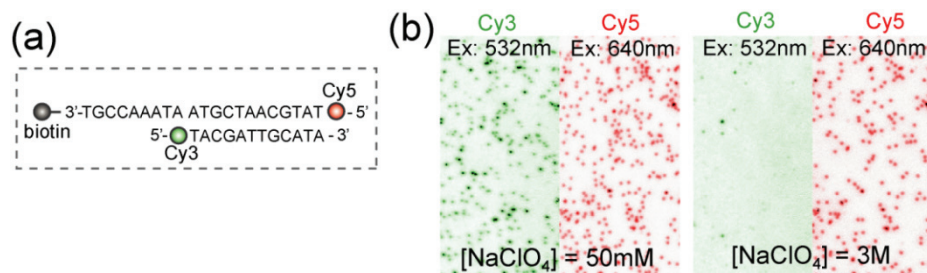 (a)
Cy5
3'-TGCCAAATA ATGCTAACGTAT - 5'
biotin
5'- TACGATTGCATA - 3'
Cy3
(b)
Cy3 Cy5 Cy3 Cy5
Ex: 532nm Ex: 640nm Ex: 532nm Ex: 640nm
[NaClO₄] = 50mM [NaClO₄] = 3M